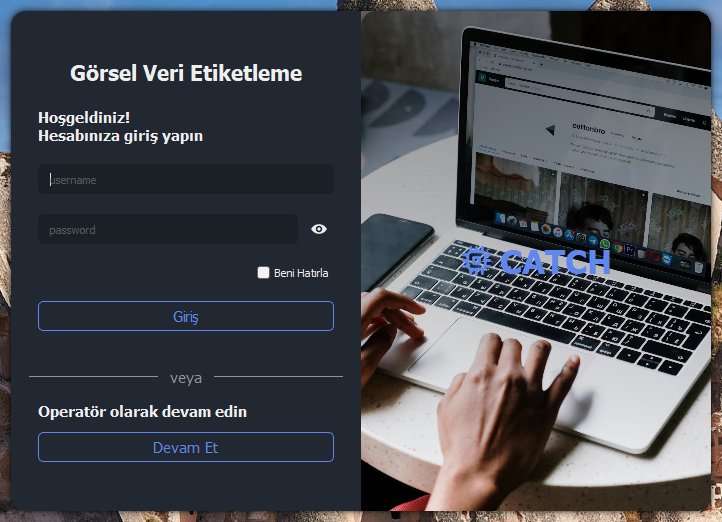 Görsel Veri Etiketleme
Hoşgeldiniz!
Hesabınıza giriş yapın
username
password
Beni Hatırla
Giriş
veya
Operatör olarak devam edin
Devam Et
cottonbro
CATCH